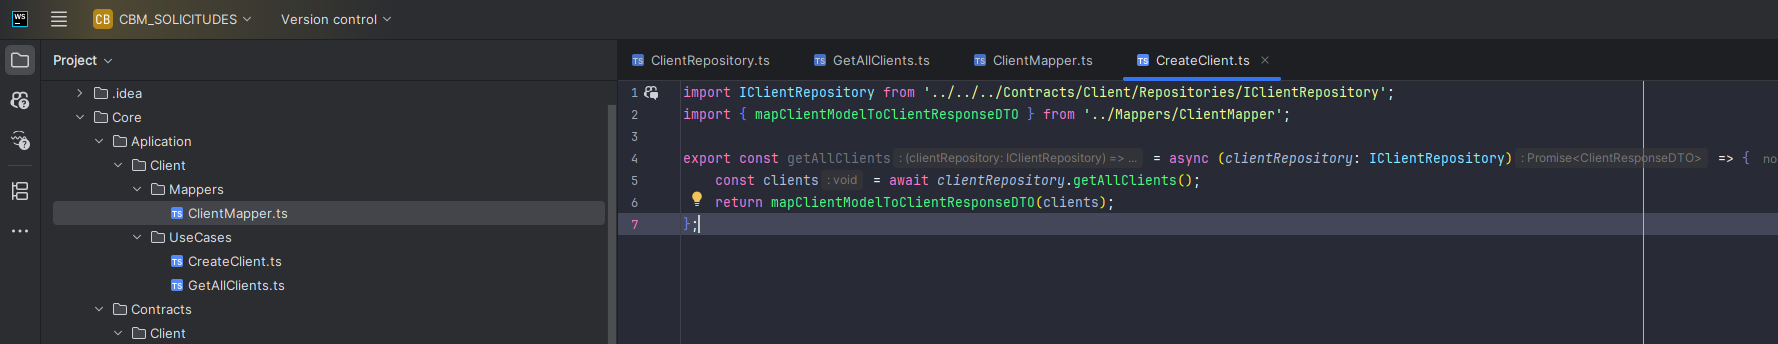 WS
CB CBM_SOLICITUDES
Version control
Project
.idea
Core
Aplication
Client
Mappers
TS ClientMapper.ts
UseCases
TS CreateClient.ts
TS GetAllClients.ts
Contracts
Client
TS ClientRepository.ts
TS GetAllClients.ts
TS ClientMapper.ts
TS CreateClient.ts
1 import IClientRepository from '../../../Contracts/Client/Repositories/IClientRepository';
2 import { mapClientModelToClientResponseDTO } from '../Mappers/ClientMapper';
3
4 export const getAllClients : (clientRepository: IClientRepository) => ... = async (clientRepository: IClientRepository) : Promise<ClientResponseDTO> => { no
5 const clients : void = await clientRepository.getAllClients();
6 return mapClientModelToClientResponseDTO(clients);
7 };